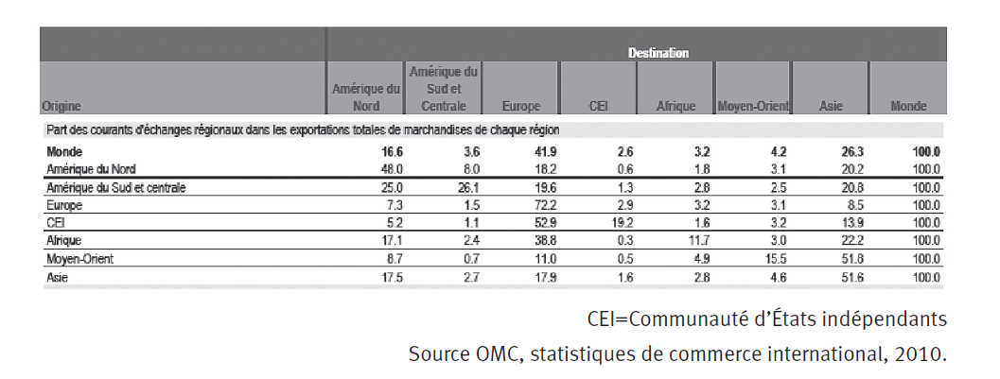 Destination
Origine Amérique du Nord Amérique du Sud et Centrale Europe CEI Afrique Moyen-Orient Asie Monde
Part des courants d'échanges régionaux dans les exportations totales de marchandises de chaque région
Monde 16.6 3.6 41.9 2.6 3.2 4.2 26.3 100.0
Amérique du Nord 48.0 8.0 18.2 0.6 1.8 3.1 20.2 100.0
Amérique du Sud et centrale 25.0 26.1 19.6 1.3 2.8 2.5 20.8 100.0
Europe 7.3 1.5 72.2 2.9 3.2 3.1 8.5 100.0
CEI 5.2 1.1 52.9 19.2 1.6 3.2 13.9 100.0
Afrique 17.1 2.4 38.8 0.3 11.7 3.0 22.2 100.0
Moyen-Orient 8.7 0.7 11.0 0.5 4.9 15.5 51.8 100.0
Asie 17.5 2.7 17.9 1.6 2.8 4.6 51.6 100.0
CEI=Communauté d’États indépendants
Source OMC, statistiques de commerce international, 2010.